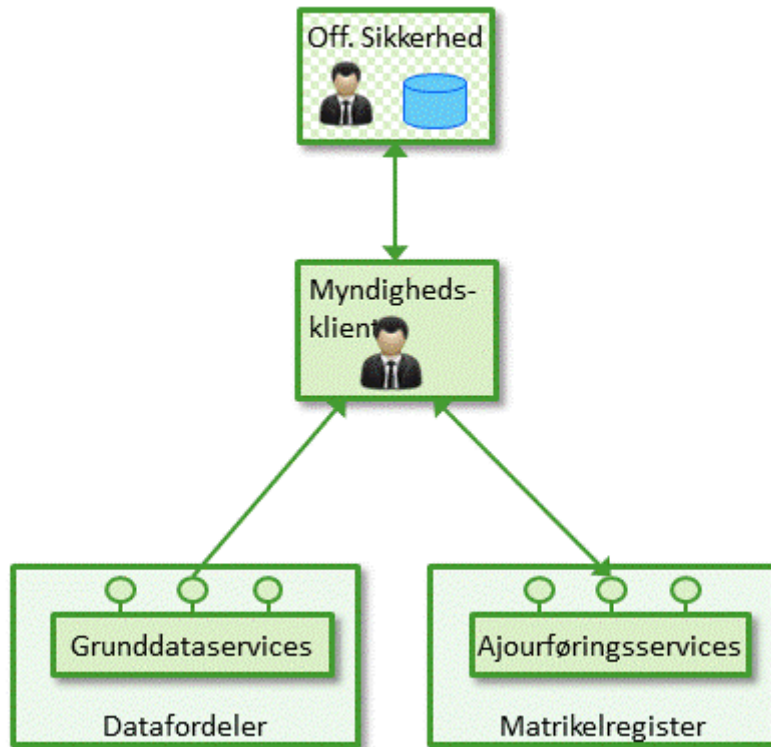 Off. Sikkerhed
Myndigheds-
klient
Grunddataservices
Datafordeler
Ajourføringsservices
Matrikelregister